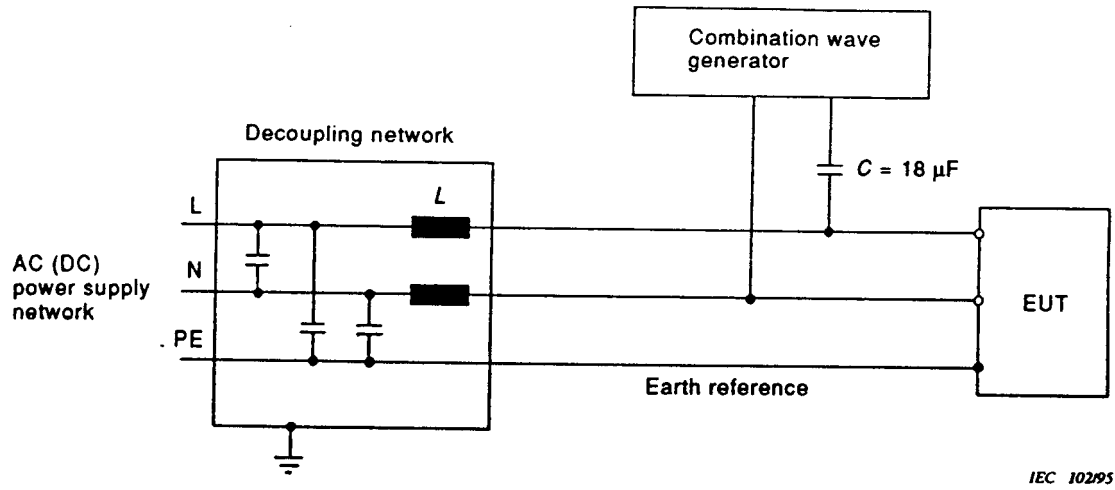 Combination wave
generator
Decoupling network
C = 18 µF
L
L
AC (DC)
power supply
network
N
EUT
PE
Earth reference
IEC 102/95